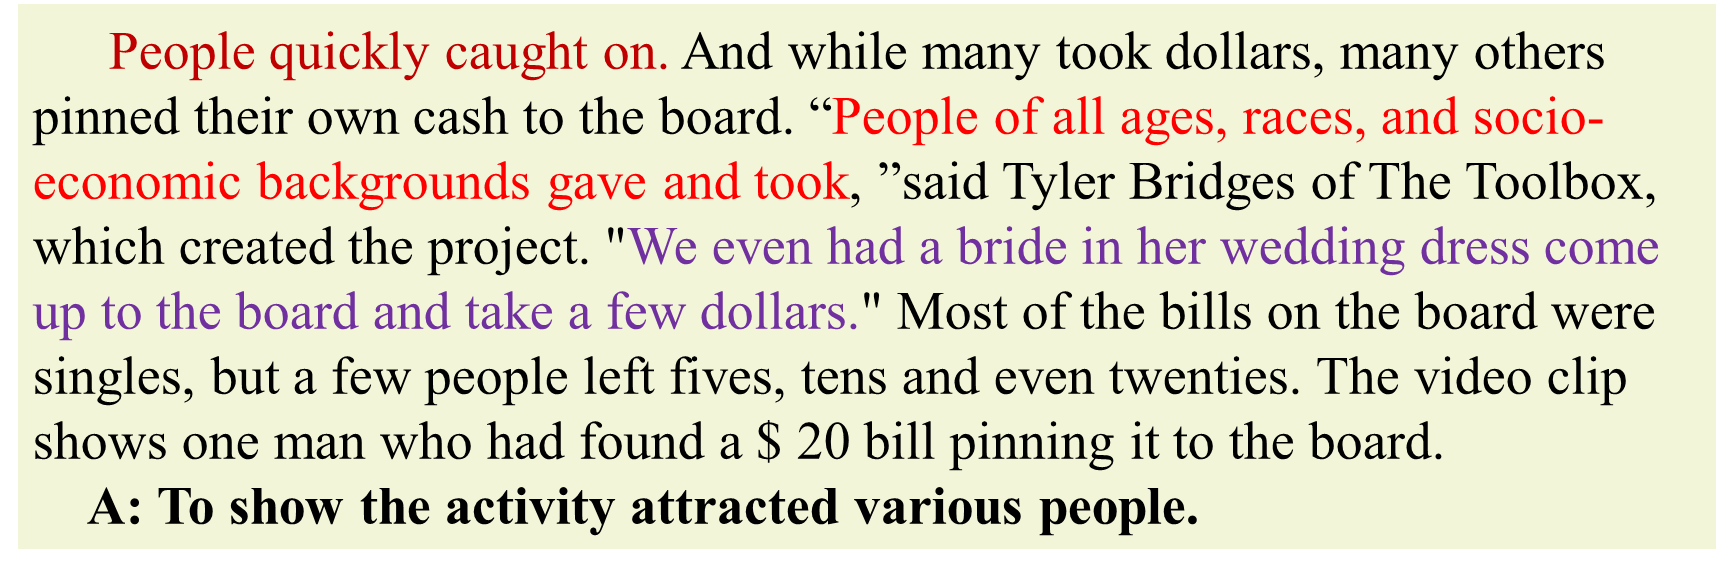 People quickly caught on. And while many took dollars, many others
pinned their own cash to the board. “People of all ages, races, and socio-
economic backgrounds gave and took, ”said Tyler Bridges of The Toolbox,
which created the project. "We even had a bride in her wedding dress come
up to the board and take a few dollars." Most of the bills on the board were
singles, but a few people left fives, tens and even twenties. The video clip
shows one man who had found a $ 20 bill pinning it to the board.
A: To show the activity attracted various people.